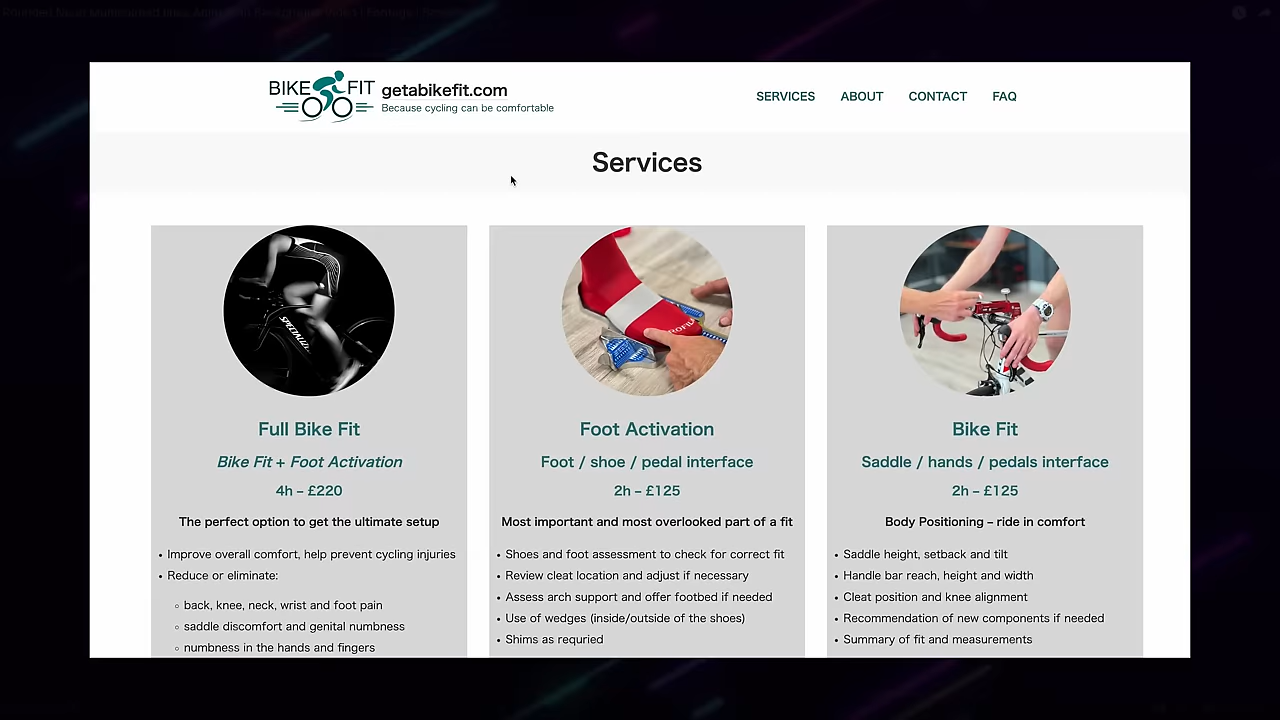 BIKE FIT
getabikefit.com
Because cycling can be comfortable
SERVICES ABOUT CONTACT FAQ
Services
SPECIALIZ
Full Bike Fit
Bike Fit + Foot Activation
4h – £220
The perfect option to get the ultimate setup
• Improve overall comfort, help prevent cycling injuries
• Reduce or eliminate:
◦ back, knee, neck, wrist and foot pain
◦ saddle discomfort and genital numbness
◦ numbness in the hands and fingers
Foot Activation
Foot / shoe / pedal interface
2h – £125
Most important and most overlooked part of a fit
• Shoes and foot assessment to check for correct fit
• Review cleat location and adjust if necessary
• Assess arch support and offer footbed if needed
• Use of wedges (inside/outside of the shoes)
• Shims as requried
Bike Fit
Saddle / hands / pedals interface
2h – £125
Body Positioning – ride in comfort
• Saddle height, setback and tilt
• Handle bar reach, height and width
• Cleat position and knee alignment
• Recommendation of new components if needed
• Summary of fit and measurements